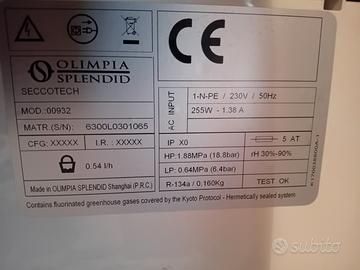 OLIMPIA
SPLENDID
SECCOTECH
MOD.:00932
MATR.(S/N): 6300L0301065
CFG.:XXXXX I.R.: XXXXX
0.54 l/h
Made in OLIMPIA SPLENDID Shanghai (P.R.C.)
CE
AC INPUT
1-N-PE / 230V / 50Hz
255W - 1.38 A
IP X0
5 AT
HP:1.88MPa (18.8bar)
rH 30%-90%
LP: 0.64MPa (6.4bar)
R-134a / 0.160Kg
TEST OK
Contains fluorinated greenhouse gases covered by the Kyoto Protocol - Hermetically sealed system
subito